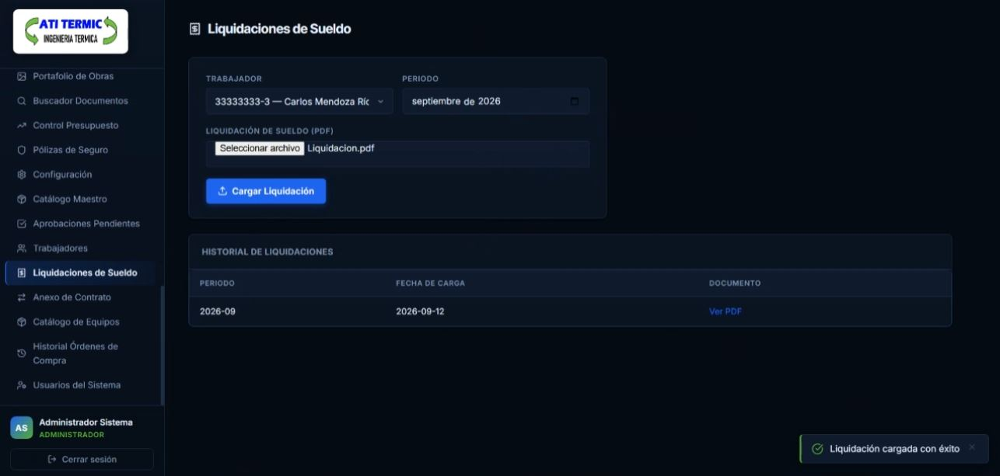 ATI TERMIC
INGENIERIA TERMICA
Portafolio de Obras
Buscador Documentos
Control Presupuesto
Pólizas de Seguro
Configuración
Catálogo Maestro
Aprobaciones Pendientes
Trabajadores
Liquidaciones de Sueldo
Anexo de Contrato
Catálogo de Equipos
Historial Órdenes de
Compra
Usuarios del Sistema
AS
Administrador Sistema
ADMINISTRADOR
Cerrar sesión
Liquidaciones de Sueldo
TRABAJADOR
PERIODO
33333333-3 — Carlos Mendoza Ríc
septiembre de 2026
LIQUIDACIÓN DE SUELDO (PDF)
Seleccionar archivo Liquidacion.pdf
Cargar Liquidación
HISTORIAL DE LIQUIDACIONES
PERIODO FECHA DE CARGA DOCUMENTO
2026-09 2026-09-12 Ver PDF
Liquidación cargada con éxito